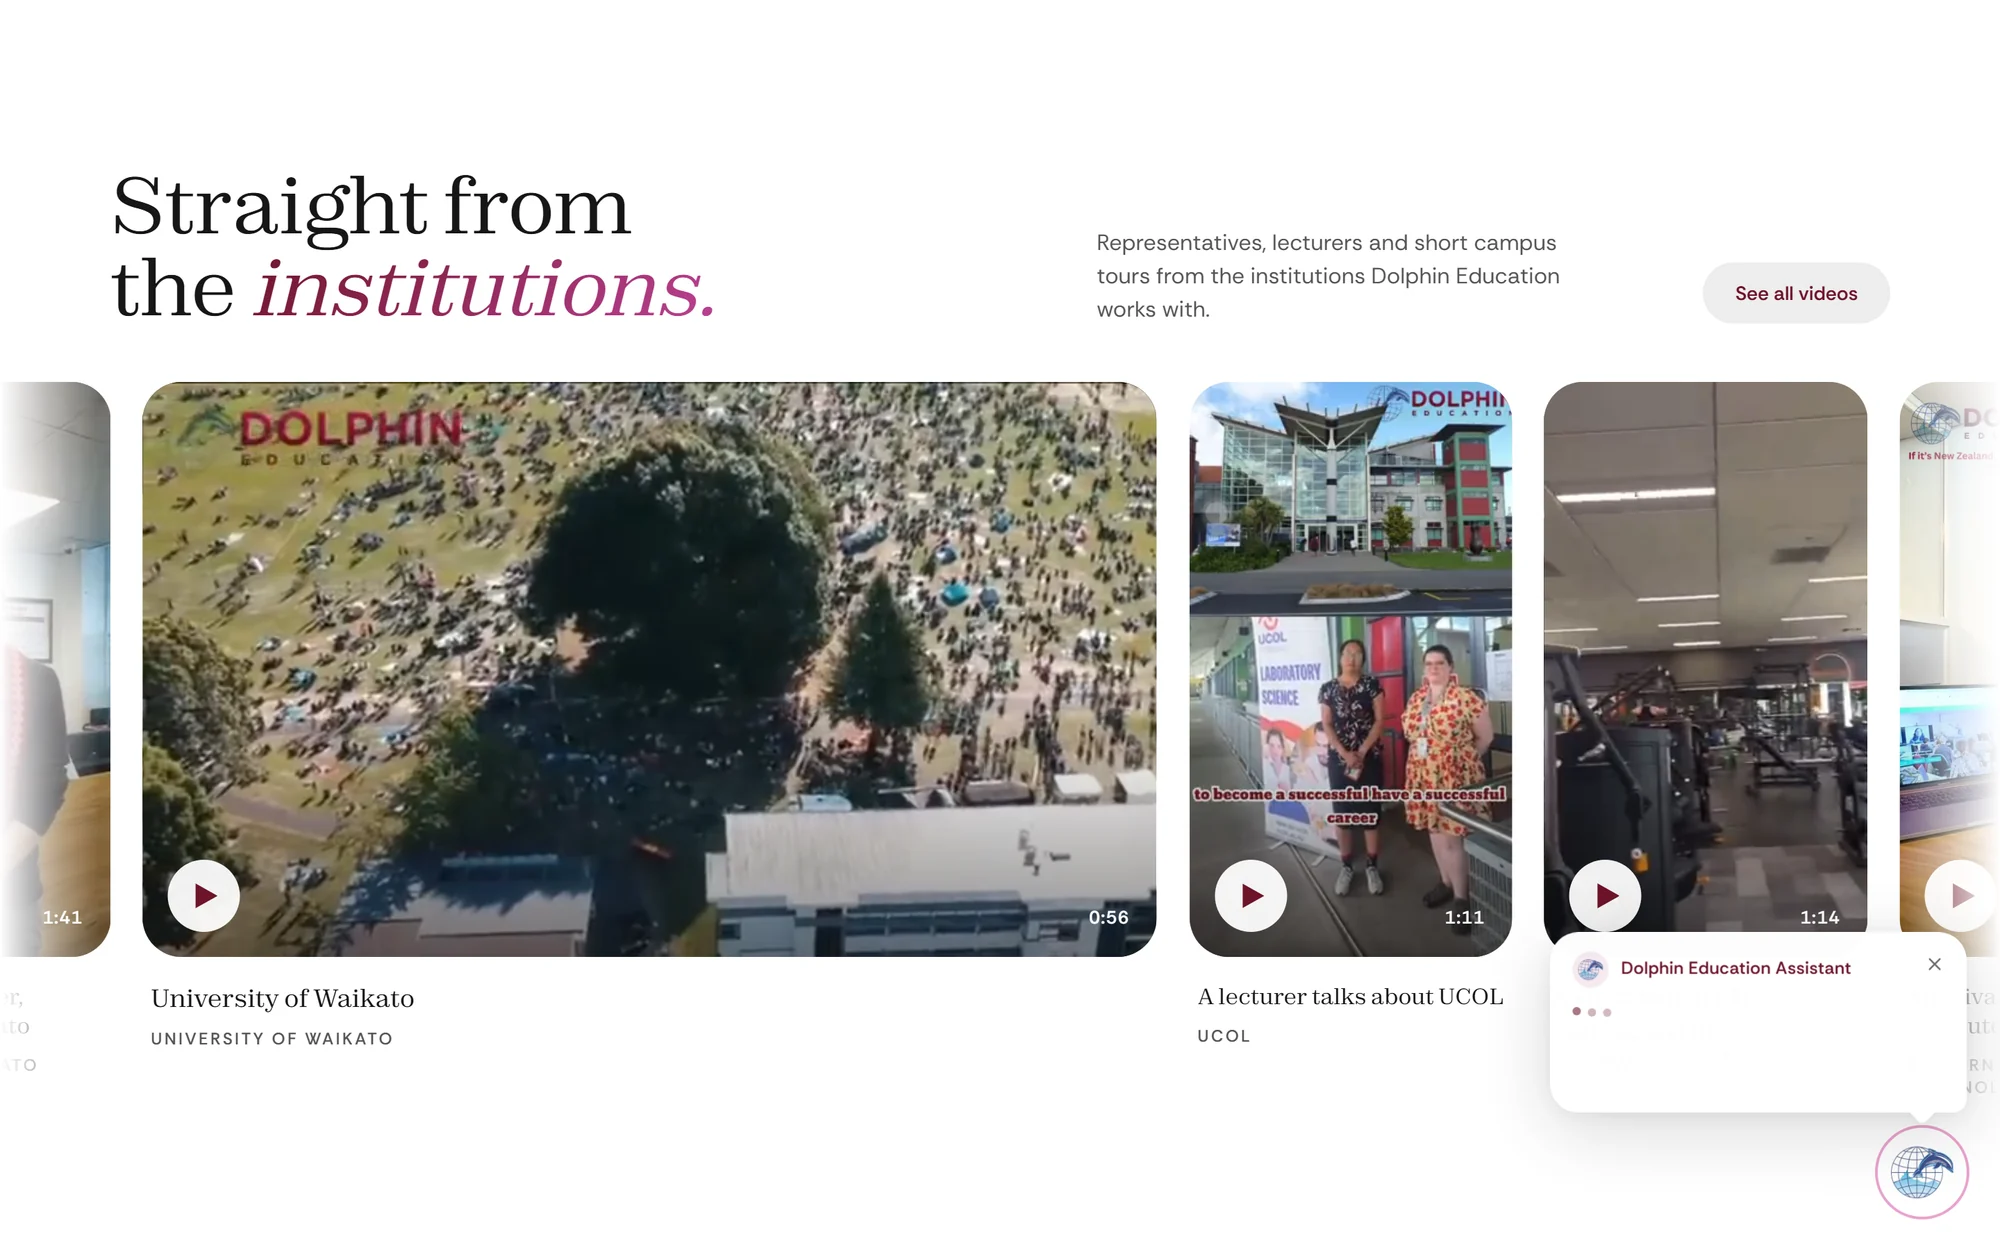 Straight from
the institutions.
Representatives, lecturers and short campus
tours from the institutions Dolphin Education
works with.
See all videos
1:41
DOLPHIN
EDUCATION
0:56
DOLPHI
EDUCATION
UCOL
LABORATORY
SCIENCE
to become a successful have a successful
career
1:11
1:14
If it's New Zealand
University of Waikato
UNIVERSITY OF WAIKATO
A lecturer talks about UCOL
UCOL
Dolphin Education Assistant